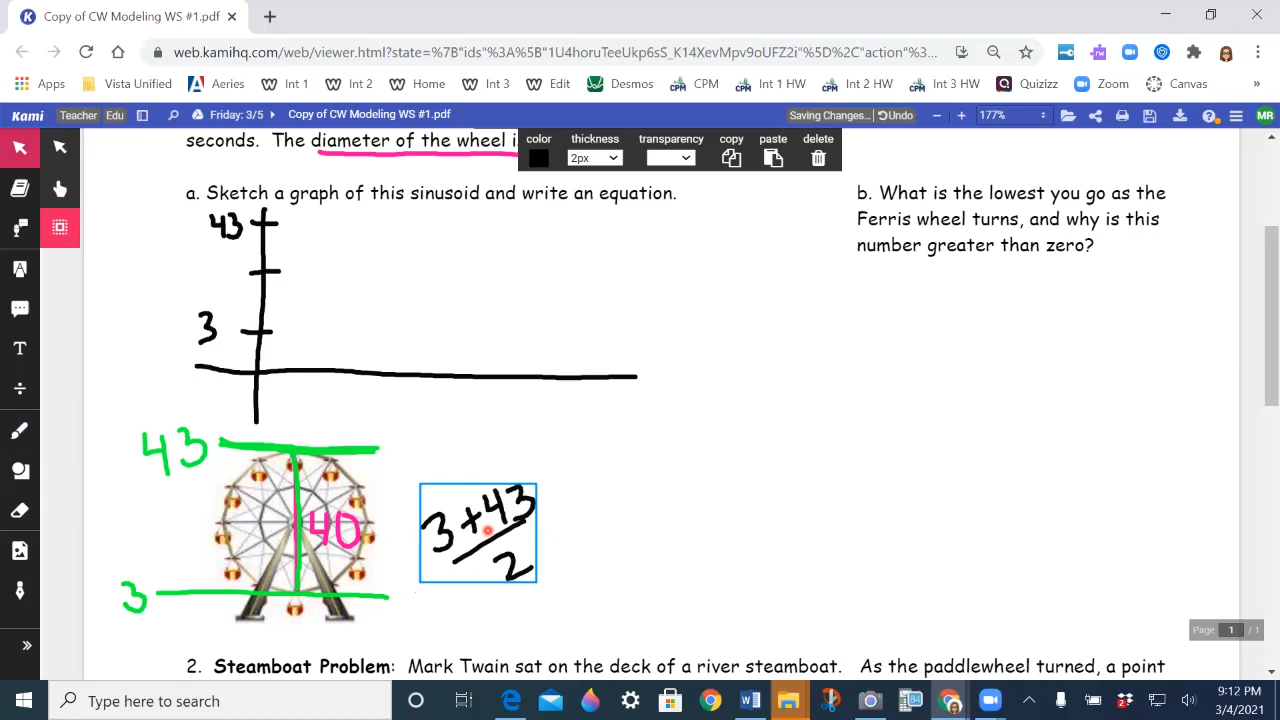 Copy of CW Modeling WS #1.pdf
web.kamihq.com/web/viewer.html?state=%7B"ids"%3A%5B"1U4horuTeeUkp6sS_K14XevMpv9oUFZ2i"%5D%2C"action"%3...
Apps Vista Unified Aeries Int 1 Int 2 Home Int 3 Edit Desmos CPM Int 1 HW Int 2 HW Int 3 HW Quizizz Zoom Canvas »
Kami Teacher Edu Friday: 3/5 Copy of CW Modeling WS #1.pdf Saving Changes... Undo 177% MR
seconds. The diameter of the wheel i
color thickness transparency copy paste delete
2px
a. Sketch a graph of this sinusoid and write an equation.
b. What is the lowest you go as the
Ferris wheel turns, and why is this
number greater than zero?
43
3
43
40
3
3+43
2
Page 1 / 1
2. Steamboat Problem: Mark Twain sat on the deck of a river steamboat. As the paddlewheel turned, a point
Type here to search
9:12 PM
3/4/2021